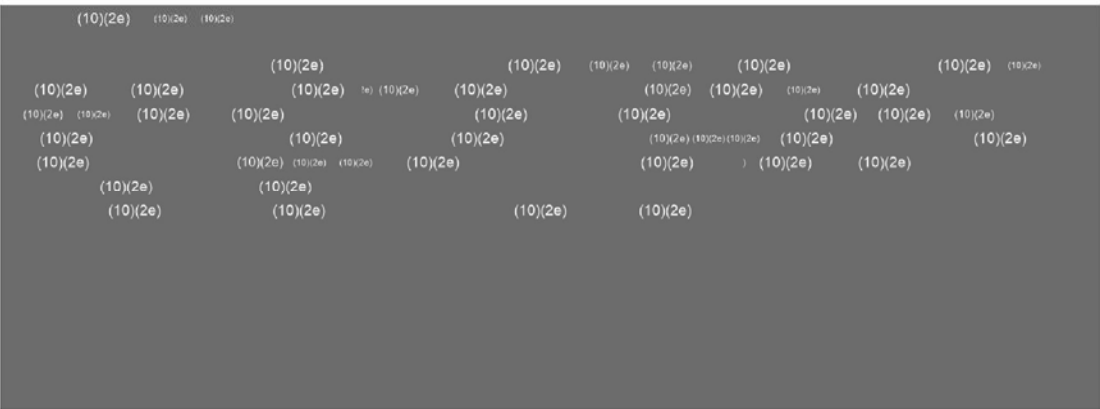 (10)(2e) (10)(2e) (10)(2e)
(10)(2e) (10)(2e) (10)(2e) (10)(2e) (10)(2e) (10)(2e) (10)(2e)
(10)(2e) (10)(2e) (10)(2e) 2e) (10)(2e) (10)(2e) (10)(2e) (10)(2e) (10)(2e) (10)(2e)
(10)(2e) (10)(2e) (10)(2e) (10)(2e) (10)(2e) (10)(2e) (10)(2e) (10)(2e) (10)(2e)
(10)(2e) (10)(2e) (10)(2e) (10)(2e) (10)(2e) (10)(2e) (10)(2e) (10)(2e)
(10)(2e) (10)(2e) (10)(2e) (10)(2e) (10)(2e) (10)(2e) ) (10)(2e) (10)(2e)
(10)(2e) (10)(2e)
(10)(2e) (10)(2e) (10)(2e) (10)(2e)